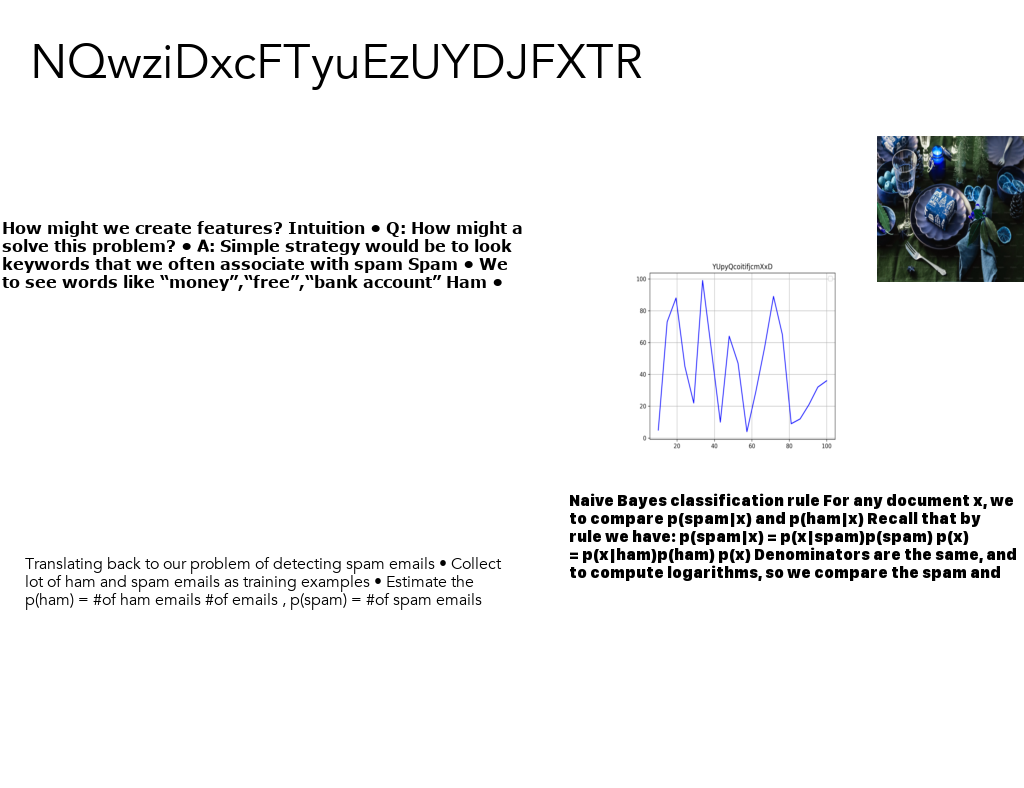 NQwziDxcFTyuEzUYDJFXTR
How might we create features? Intuition • Q: How might a
solve this problem? • A: Simple strategy would be to look
keywords that we often associate with spam Spam • We
to see words like “money”,“free”,“bank account” Ham •
YUpyQcoitifjcmXxD
100
80
60
40
20
0
20 40 60 80 100
Naive Bayes classification rule For any document x, we
to compare p(spam|x) and p(ham|x) Recall that by
rule we have: p(spam|x) = p(x|spam)p(spam) p(x)
= p(x|ham)p(ham) p(x) Denominators are the same, and
to compute logarithms, so we compare the spam and
Translating back to our problem of detecting spam emails • Collect
lot of ham and spam emails as training examples • Estimate the
p(ham) = #of ham emails #of emails , p(spam) = #of spam emails